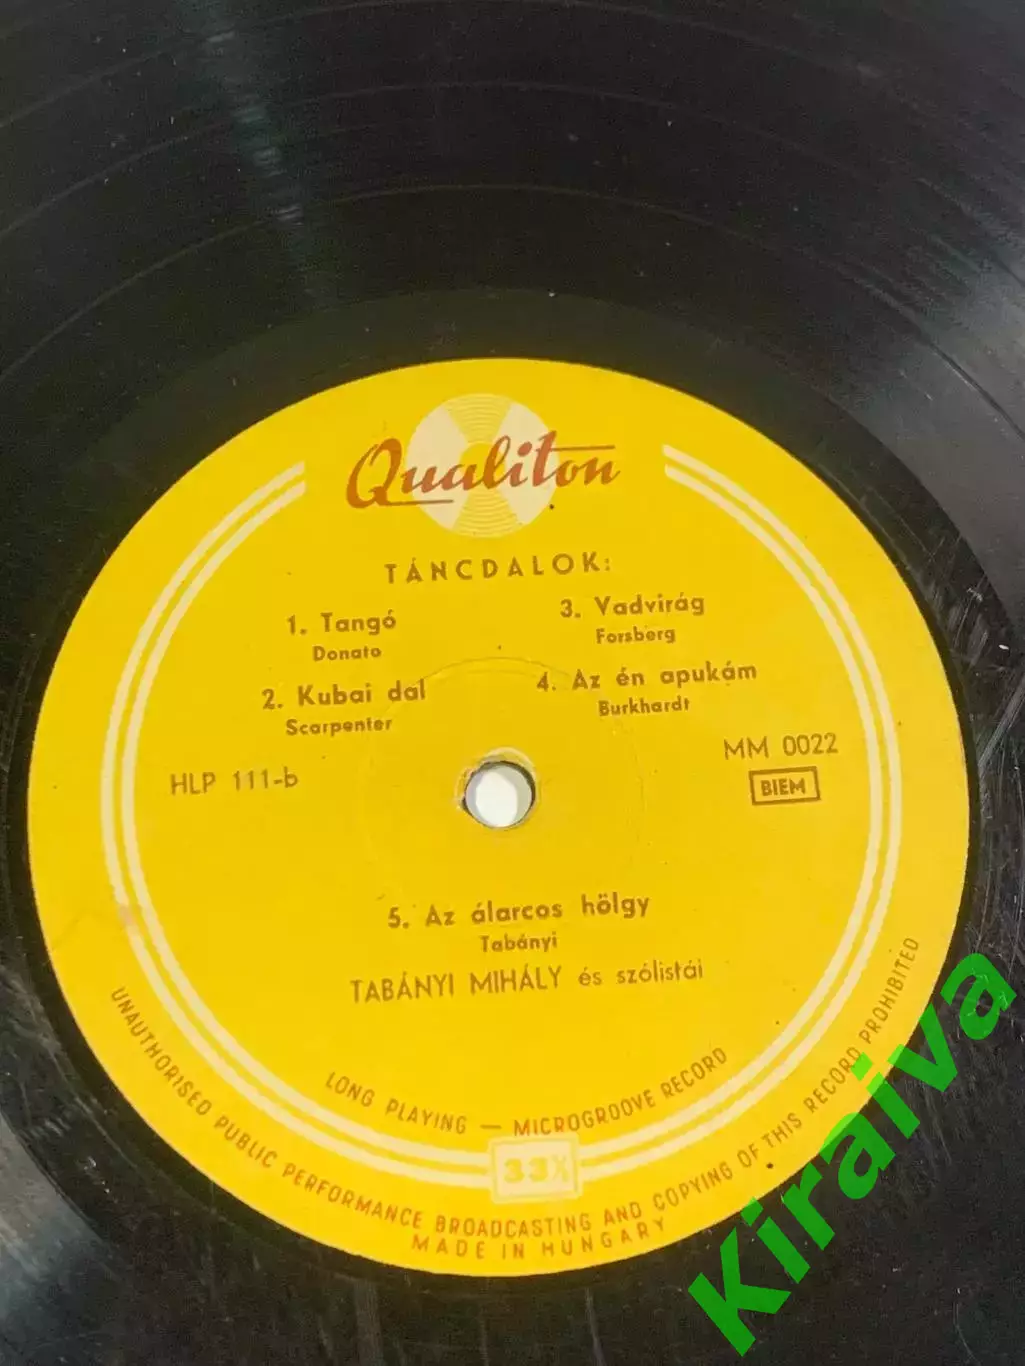 Qualiton
TÁNCDALOK:
1. Tangó
Donato
2. Kubai dal
Scarpenter
3. Vadvirág
Forsberg
4. Az én apukám
Burkhardt
HLP 111-b
MM 0022
BIEM
5. Az álarcos hölgy
Tabányi
TABÁNYI MIHÁLY és szólistái
LONG PLAYING — MICROGROOVE RECORD
33⅓
UNAUTHORISED PUBLIC PERFORMANCE BROADCASTING AND COPYING OF THIS RECORD PROHIBITED
MADE IN HUNGARY
kiraiva